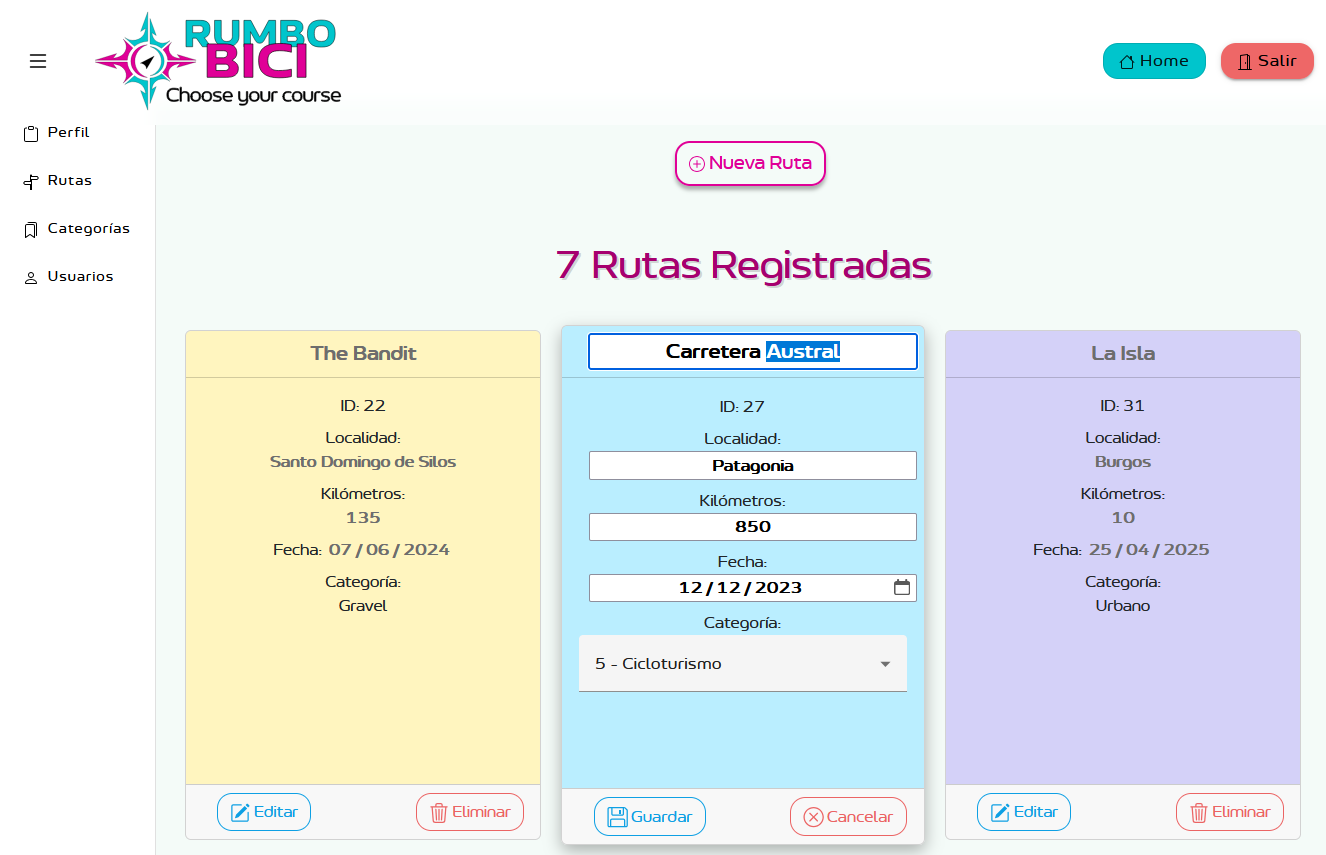 RUMBO
BICI
Choose your course
Home
Salir
Perfil
Rutas
Categorías
Usuarios
Nueva Ruta
7 Rutas Registradas
The Bandit
ID: 22
Localidad:
Santo Domingo de Silos
Kilómetros:
135
Fecha: 07 / 06 / 2024
Categoría:
Gravel
Editar
Eliminar
Carretera Austral
ID: 27
Localidad:
Patagonia
Kilómetros:
850
Fecha:
12 / 12 / 2023
Categoría:
5 - Cicloturismo
Guardar
Cancelar
La Isla
ID: 31
Localidad:
Burgos
Kilómetros:
10
Fecha: 25 / 04 / 2025
Categoría:
Urbano
Editar
Eliminar